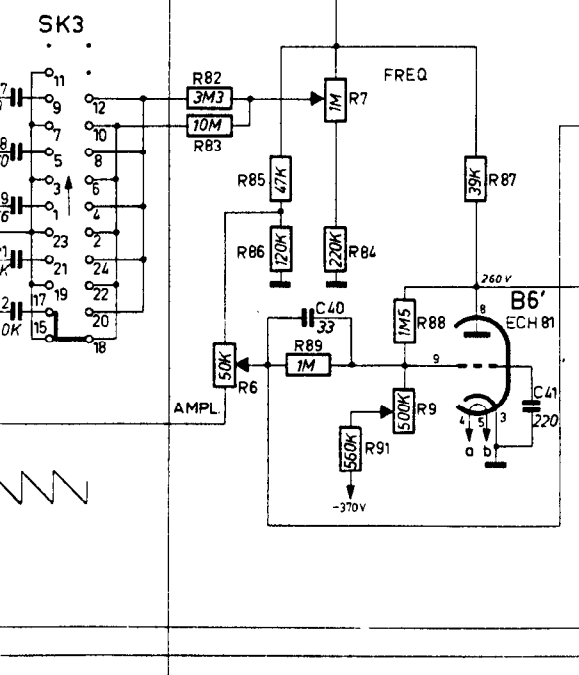 SK3
11
9
12
7
10
5
8
3
6
1
4
23
2
21
24
19
22
17
20
15
18
R82
3M3
10M
R83
1M
R7
FREQ
R85
47K
39K
R87
R86
120K
220K
R84
260V
8
B6'
ECH 81
C40
33
1M5
R88
R89
1M
9
50K
R6
AMPL.
500K
R9
C41
220
4
5
3
a
b
560K
R91
-370V